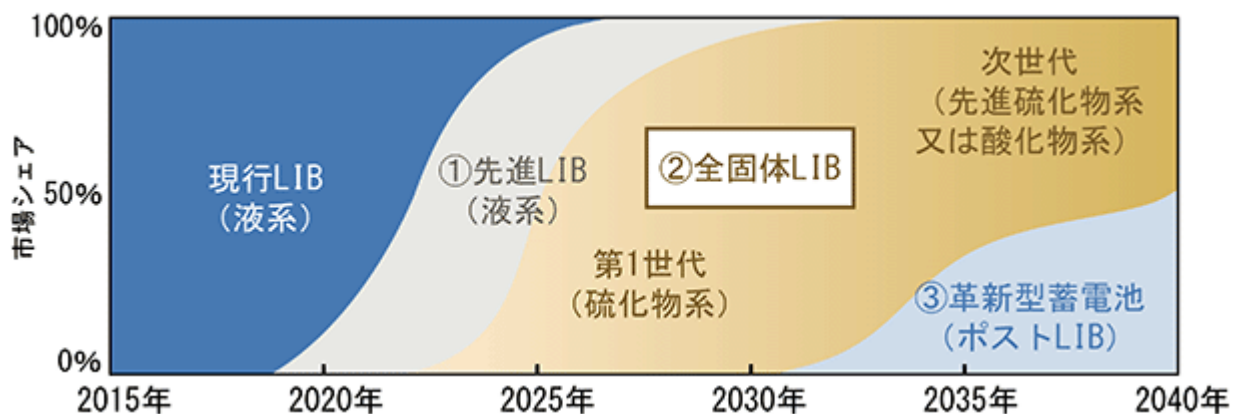 100%
50%
0%
市場シェア
現行LIB
（液系）
①先進LIB
（液系）
②全固体LIB
第1世代
（硫化物系）
次世代
（先進硫化物系
又は酸化物系）
③革新型蓄電池
（ポストLIB）
2015年
2020年
2025年
2030年
2035年
2040年